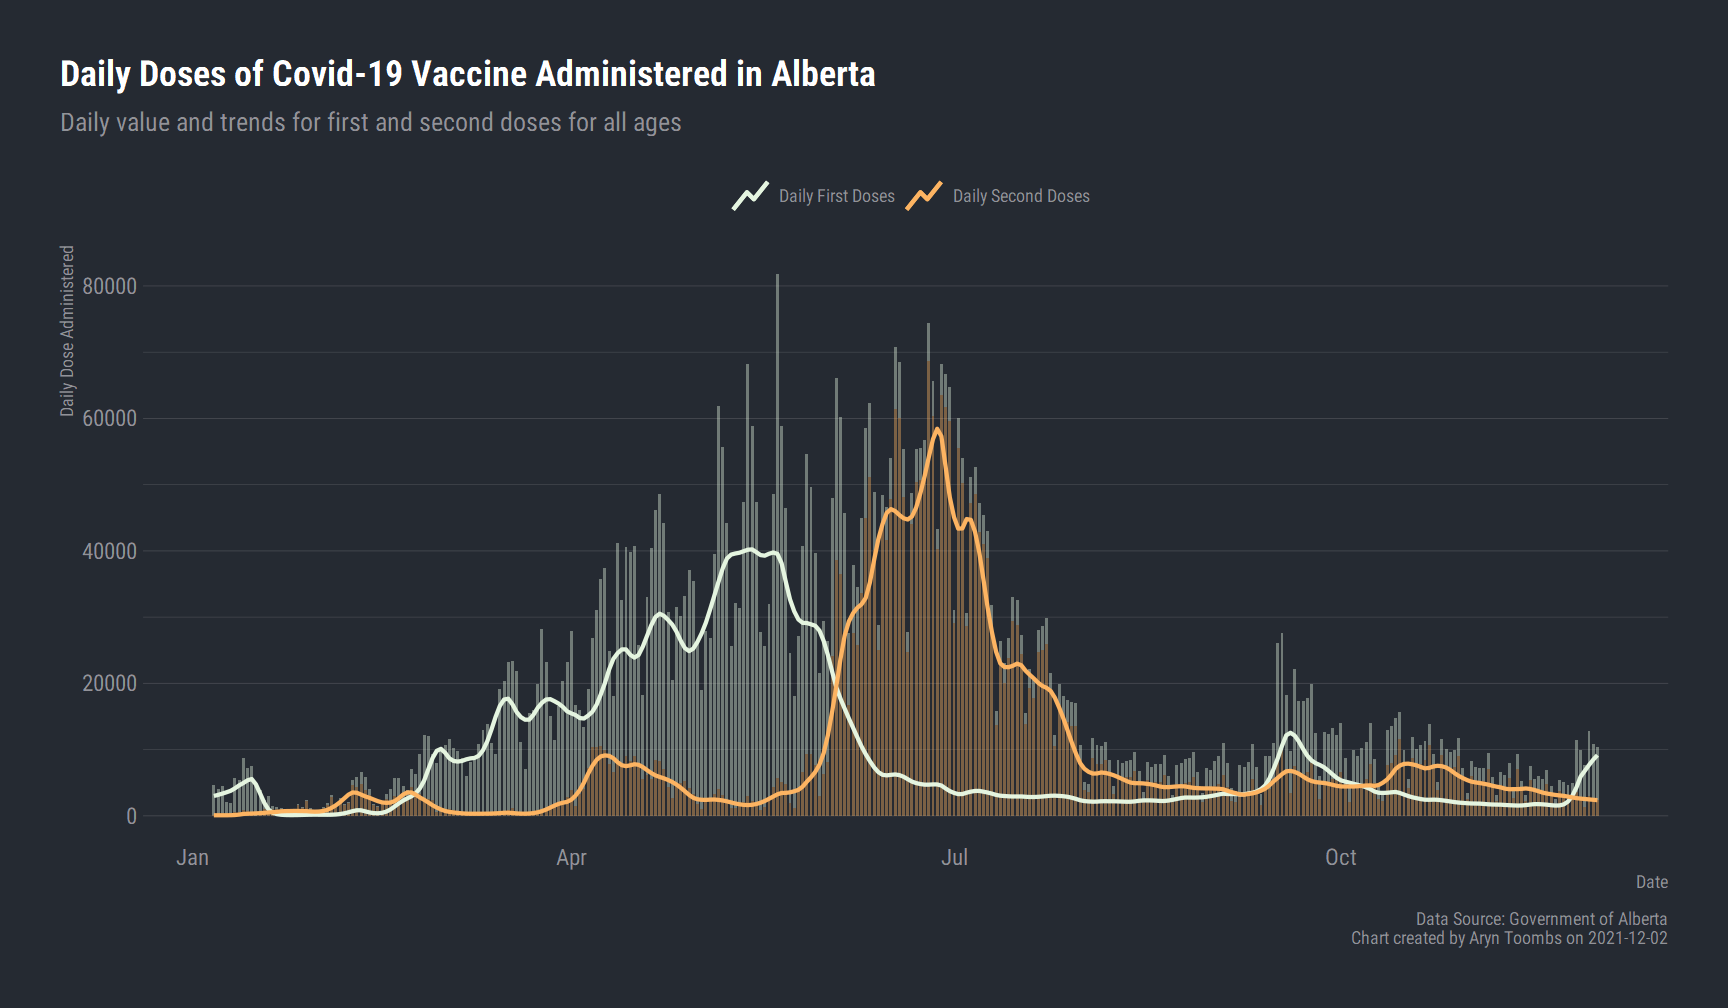 Daily Doses of Covid-19 Vaccine Administered in Alberta
Daily value and trends for first and second doses for all ages
Daily First Doses
Daily Second Doses
Daily Dose Administered
80000
60000
40000
20000
0
Jan
Apr
Jul
Oct
Date
Data Source: Government of Alberta
Chart created by Aryn Toombs on 2021-12-02